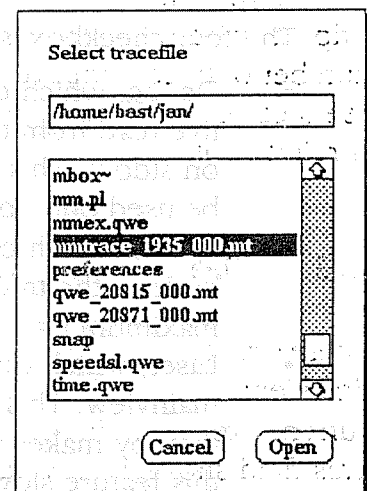 Select tracefile
/home/bast/jan/
mbox~
mm.pl
mmex.qwe
mmtrace_1935_000.mt
preferences
qwe_20815_000.mt
qwe_20871_000.mt
snap
speedsl.qwe
time.qwe
Cancel Open